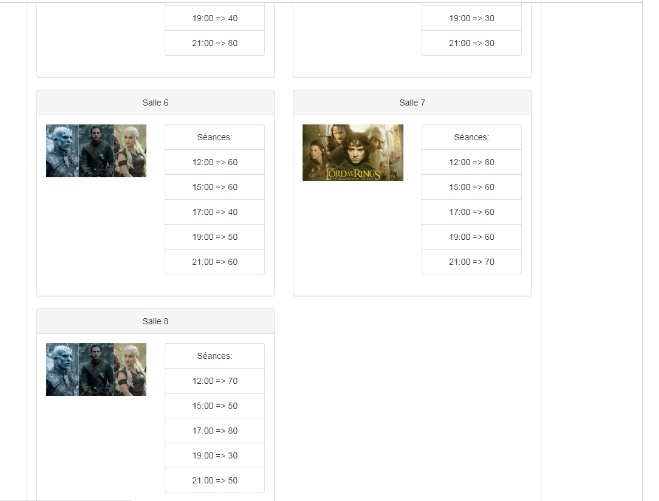 19:00 => 40
21:00 => 80
19:00 => 30
21:00 => 30
Salle 6
Séances:
12:00 => 60
15:00 => 60
17:00 => 40
19:00 => 50
21:00 => 60
Salle 7
LORD OF THE RINGS
Séances:
12:00 => 80
15:00 => 60
17:00 => 60
19:00 => 60
21:00 => 70
Salle 8
Séances:
12:00 => 70
15:00 => 50
17:00 => 80
19:00 => 30
21:00 => 50